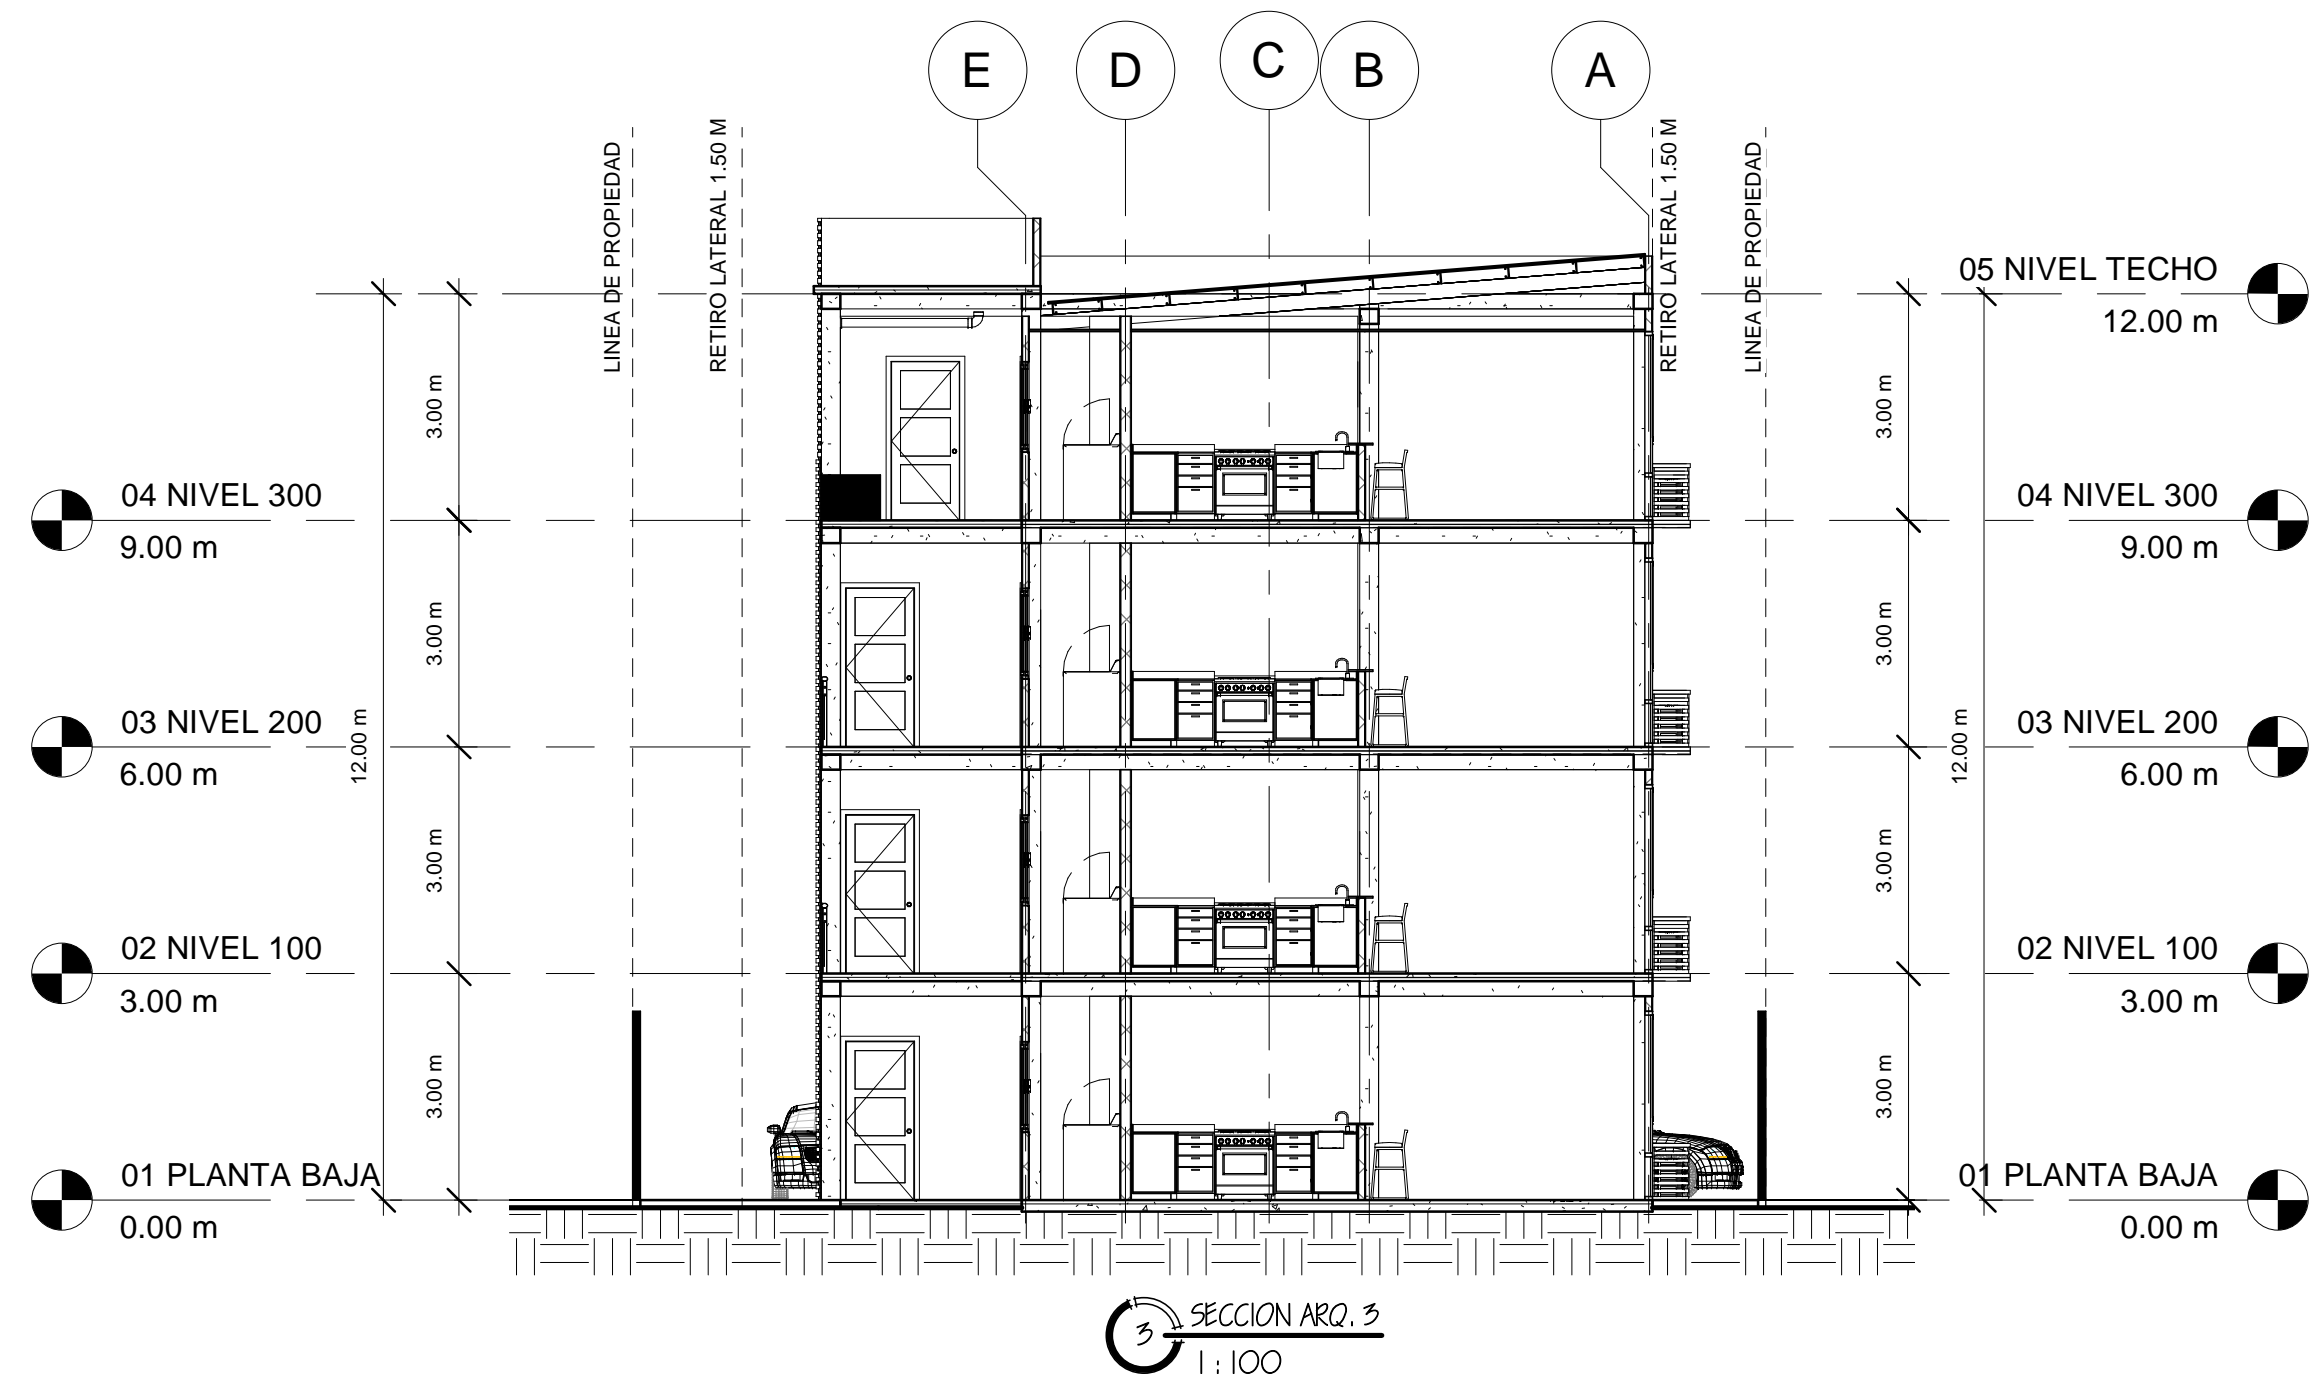 E
D
C
B
A
LINEA DE PROPIEDAD
RETIRO LATERAL 1.50 M
RETIRO LATERAL 1.50 M
LINEA DE PROPIEDAD
05 NIVEL TECHO
12.00 m
3.00 m
3.00 m
04 NIVEL 300
9.00 m
04 NIVEL 300
9.00 m
3.00 m
3.00 m
03 NIVEL 200
6.00 m
12.00 m
12.00 m
03 NIVEL 200
6.00 m
3.00 m
3.00 m
02 NIVEL 100
3.00 m
02 NIVEL 100
3.00 m
3.00 m
3.00 m
01 PLANTA BAJA
0.00 m
01 PLANTA BAJA
0.00 m
3
SECCION ARQ. 3
1 : 100